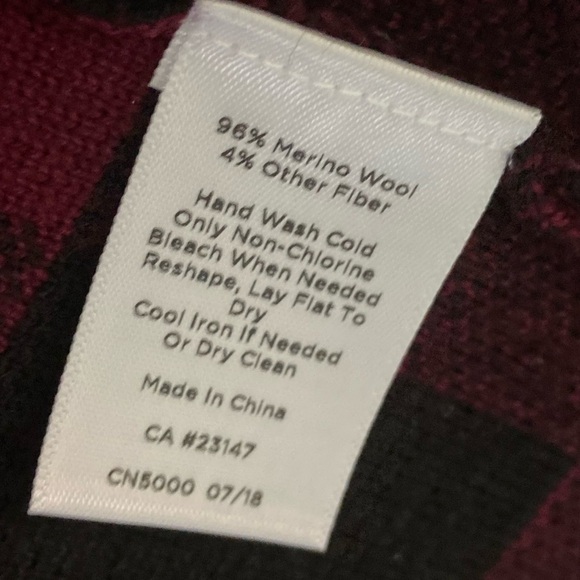 96% Merino Wool
4% Other Fiber
Hand Wash Cold
Only Non-Chlorine
Bleach When Needed
Reshape, Lay Flat To
Dry
Cool Iron If Needed
Or Dry Clean
Made In China
CA #23147
CN5000 07/18